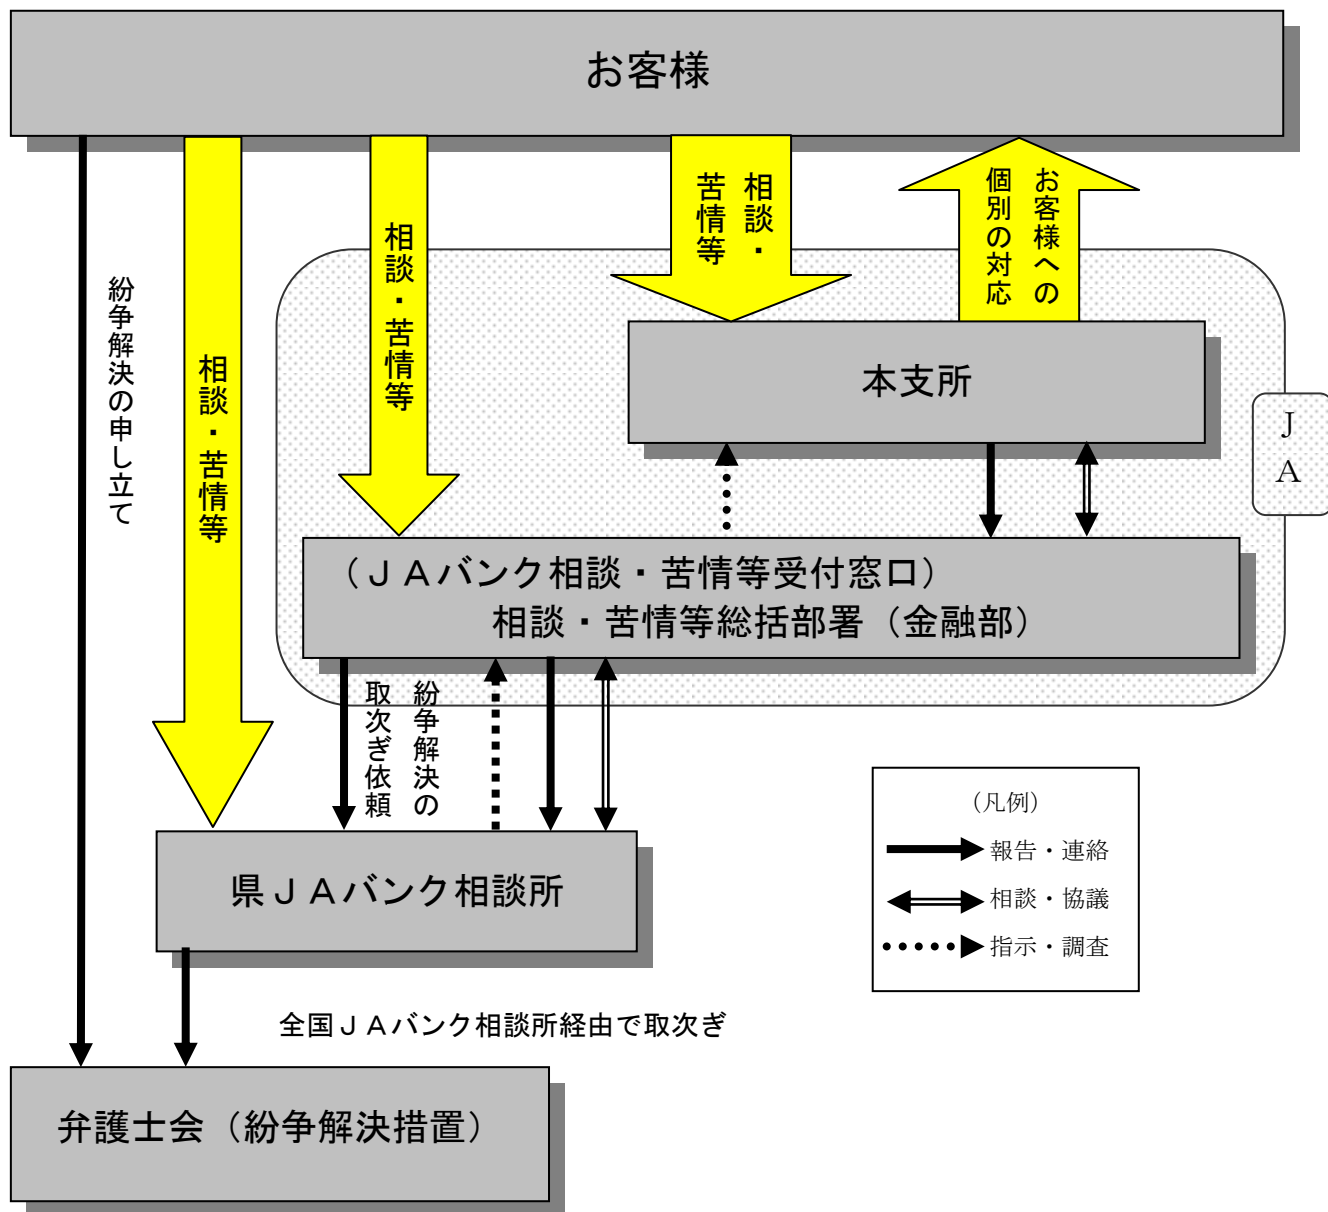 お客様
紛争解決の申し立て
相談・苦情等
相談・苦情等
相談・
苦情等
お客様への
個別の対応
本支所
ＪＡ
（ＪＡバンク相談・苦情等受付窓口）
相談・苦情等総括部署（金融部）
紛争解決の
取次ぎ依頼
県ＪＡバンク相談所
（凡例）
報告・連絡
相談・協議
指示・調査
全国ＪＡバンク相談所経由で取次ぎ
弁護士会（紛争解決措置）